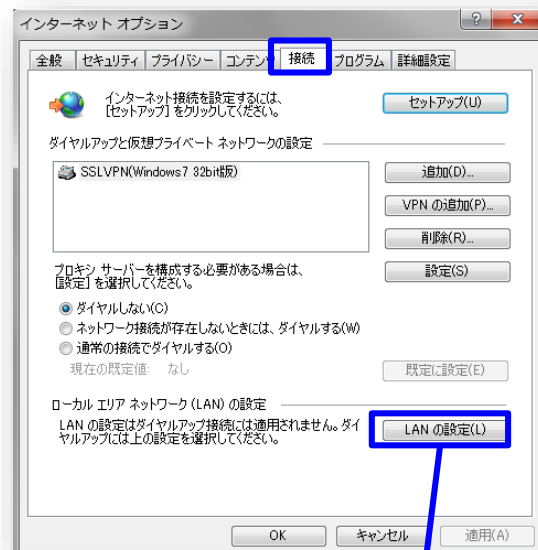 インターネット オプション
全般 セキュリティ プライバシー コンテンツ 接続 プログラム 詳細設定
インターネット接続を設定するには、
[セットアップ] をクリックしてください。
セットアップ(U)
ダイヤルアップと仮想プライベート ネットワークの設定
SSLVPN(Windows7 32bit版)
追加(D)...
VPN の追加(P)...
削除(R)...
プロキシ サーバーを構成する必要がある場合は、
[設定] を選択してください。
設定(S)
ダイヤルしない(C)
ネットワーク接続が存在しないときには、ダイヤルする(W)
通常の接続でダイヤルする(O)
現在の既定値: なし
既定に設定(E)
ローカル エリア ネットワーク (LAN) の設定
LAN の設定はダイヤルアップ接続には適用されません。ダイ
ヤルアップには上の設定を選択してください。
LAN の設定(L)
OK キャンセル 適用(A)